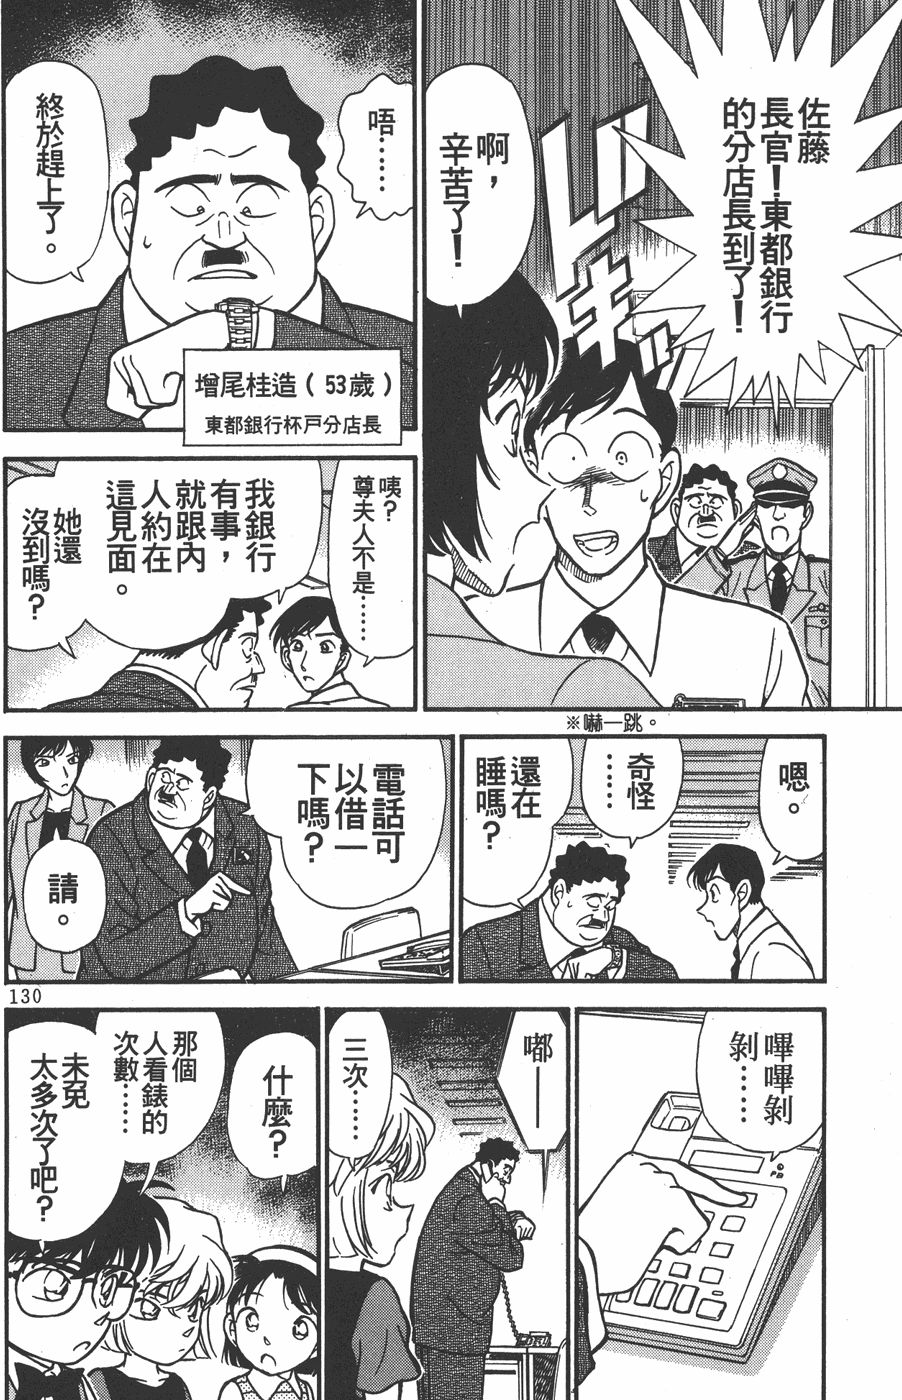 佐藤
長官！東都銀行
的分店長到了！
啊，
辛苦了！
※嚇一跳。
唔……
終於趕上了。
增尾桂造（53歲）
東都銀行杯戸分店長
咦？
尊夫人不是……
我銀行
有事，
就跟內
人約在
這見面。
她還
沒到嗎？
嗯。
奇怪
……
還在
睡嗎？
電話可
以借一
下嗎？
請。
130
嗶嗶剝
剝……
嘟——
三次……
什麼？
那個
人看錶的
次數……
未免
太多次了吧？